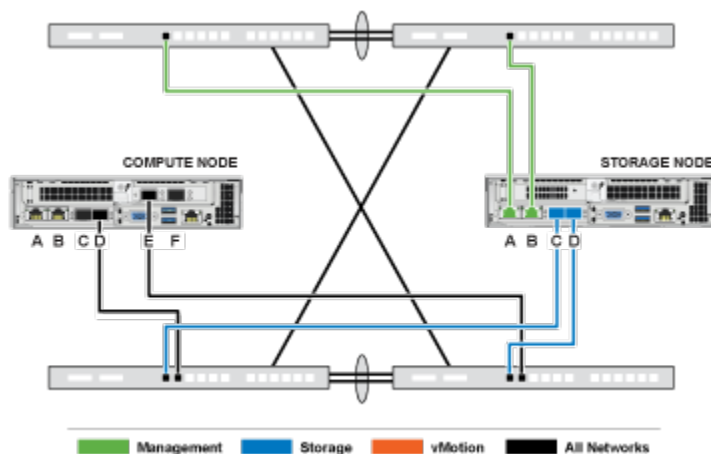 COMPUTE NODE
STORAGE NODE
A B C D E F
A B C D
Management Storage vMotion All Networks